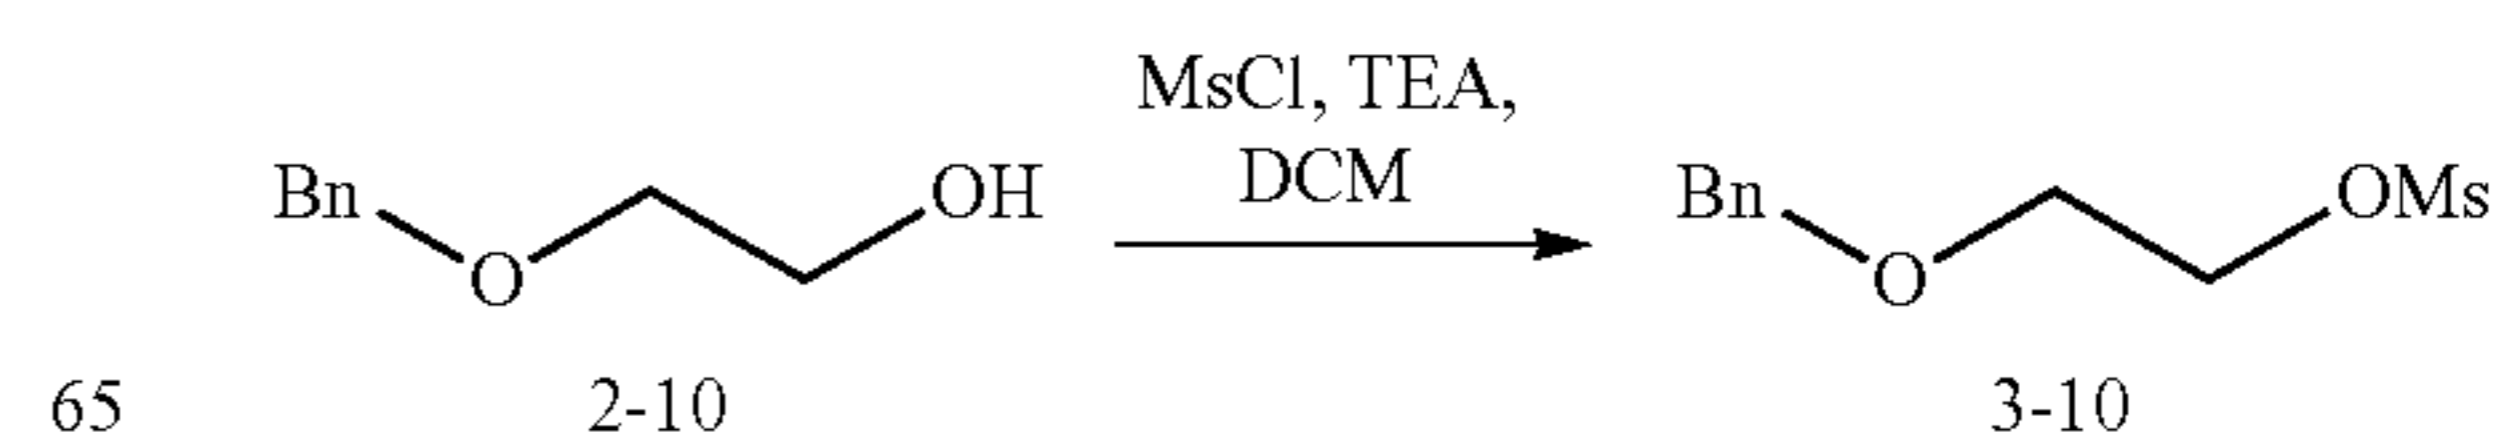 MsCl, TEA,
DCM
Bn O OH
Bn O OMs
65 2-10 3-10